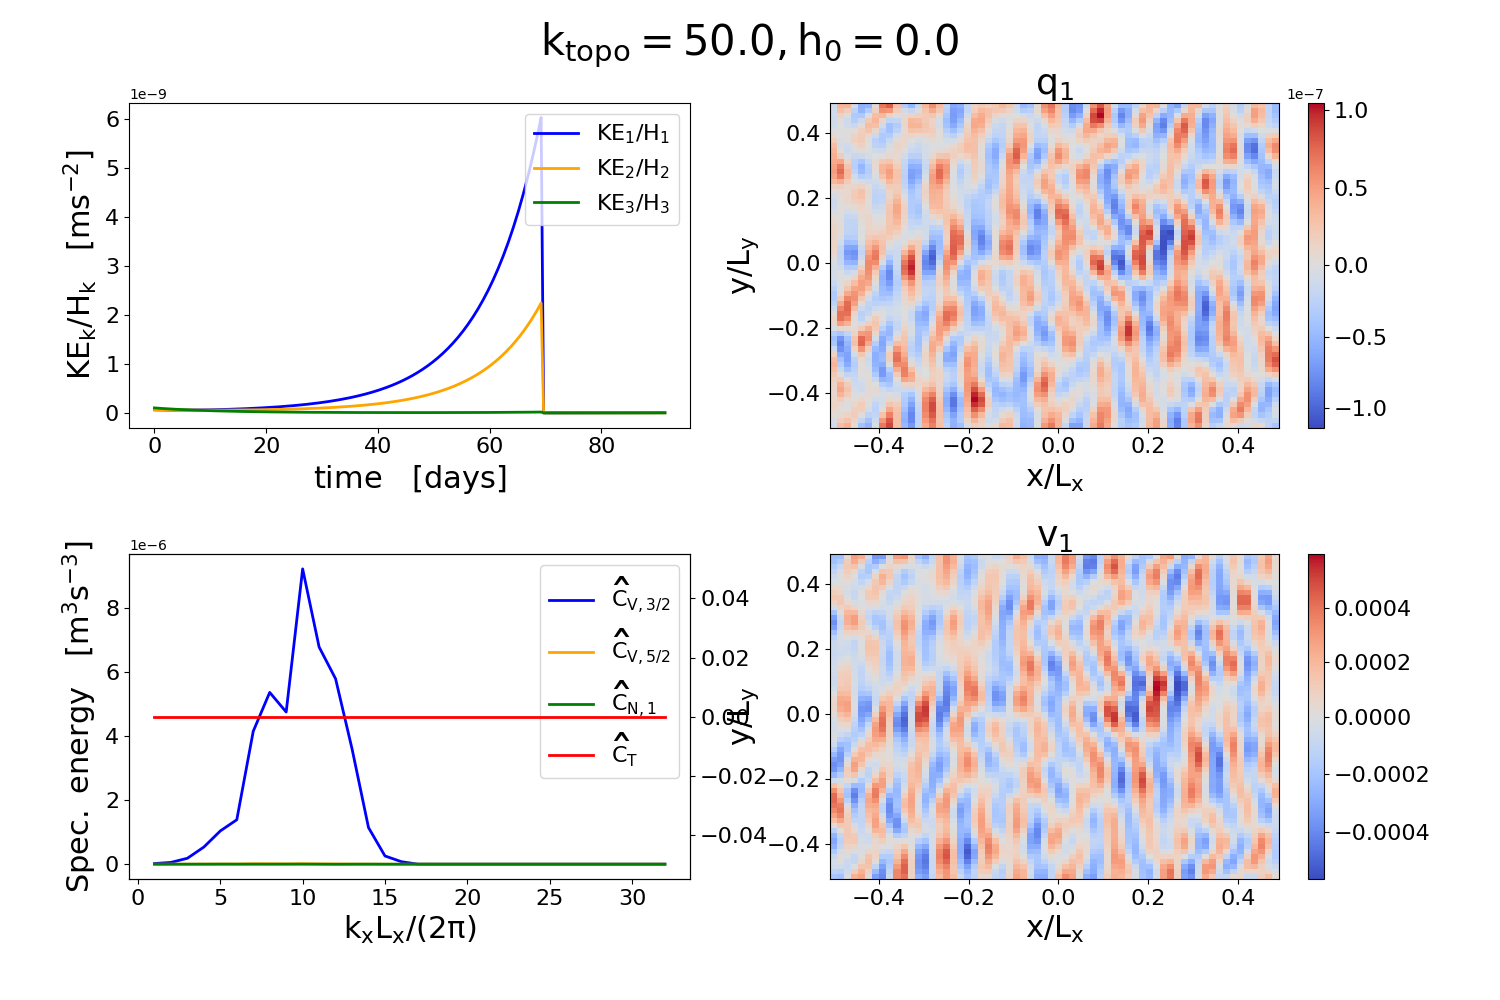 k_topo = 50.0, h_0 = 0.0
1e−9
KE_k/H_k [ms^−2]
6
5
4
3
2
1
0
KE_1/H_1
KE_2/H_2
KE_3/H_3
0 20 40 60 80
time [days]
q_1
y/L_y
0.4
0.2
0.0
−0.2
−0.4
−0.4 −0.2 0.0 0.2 0.4
x/L_x
1e−7
1.0
0.5
0.0
−0.5
−1.0
1e−6
Spec. energy [m^3s^−3]
8
6
4
2
0
Ĉ_V,3/2
Ĉ_V,5/2
Ĉ_N,1
Ĉ_T
0.04
0.02
0.00
−0.02
−0.04
0 5 10 15 20 25 30
k_xL_x/(2π)
v_1
y/L_y
0.4
0.2
0.0
−0.2
−0.4
−0.4 −0.2 0.0 0.2 0.4
x/L_x
0.0004
0.0002
0.0000
−0.0002
−0.0004